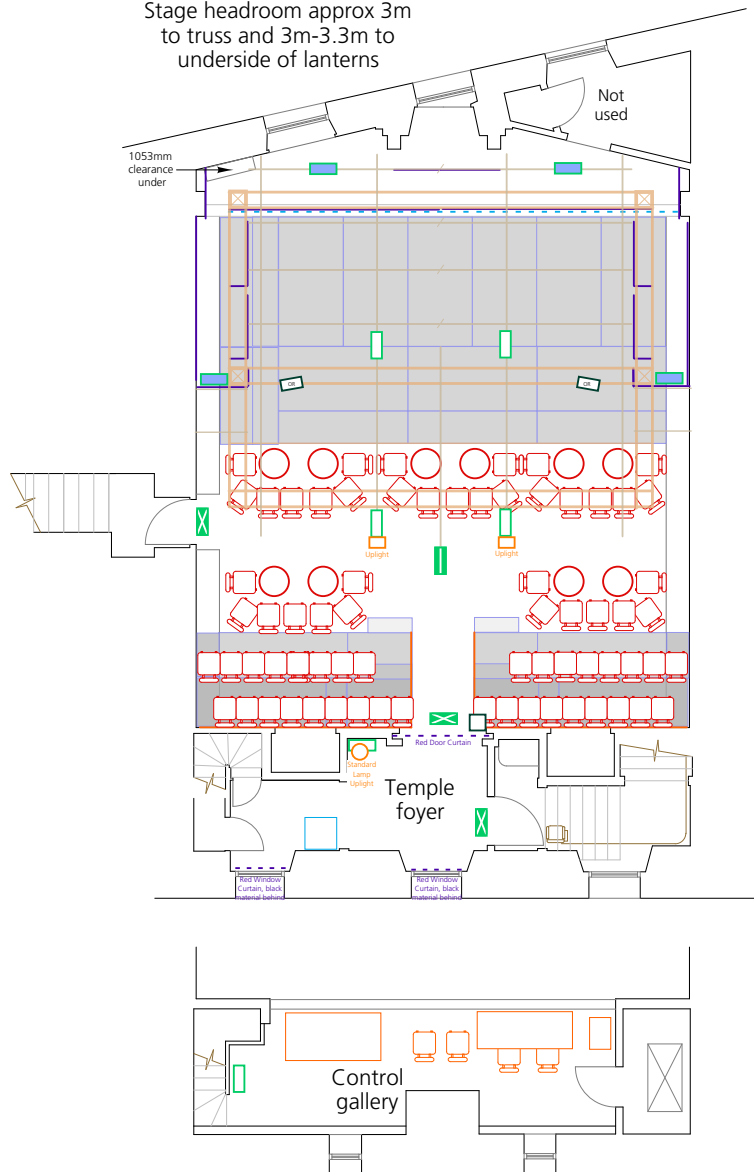 Stage headroom approx 3m
to truss and 3m-3.3m to
underside of lanterns
Not
used
1053mm
clearance
under
Uplight
Uplight
Red Door Curtain
Standard
Lamp
Uplight
Temple
foyer
Red Window
Curtain, black
material behind
Red Window
Curtain, black
material behind
Control
gallery